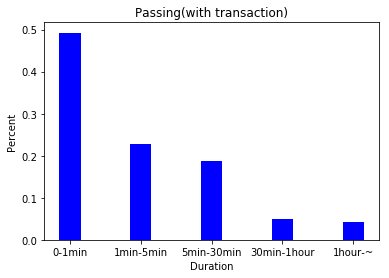 Passing(with transaction)
0.5
0.4
0.3
0.2
0.1
0.0
Percent
0-1min 1min-5min 5min-30min 30min-1hour 1hour-~
Duration